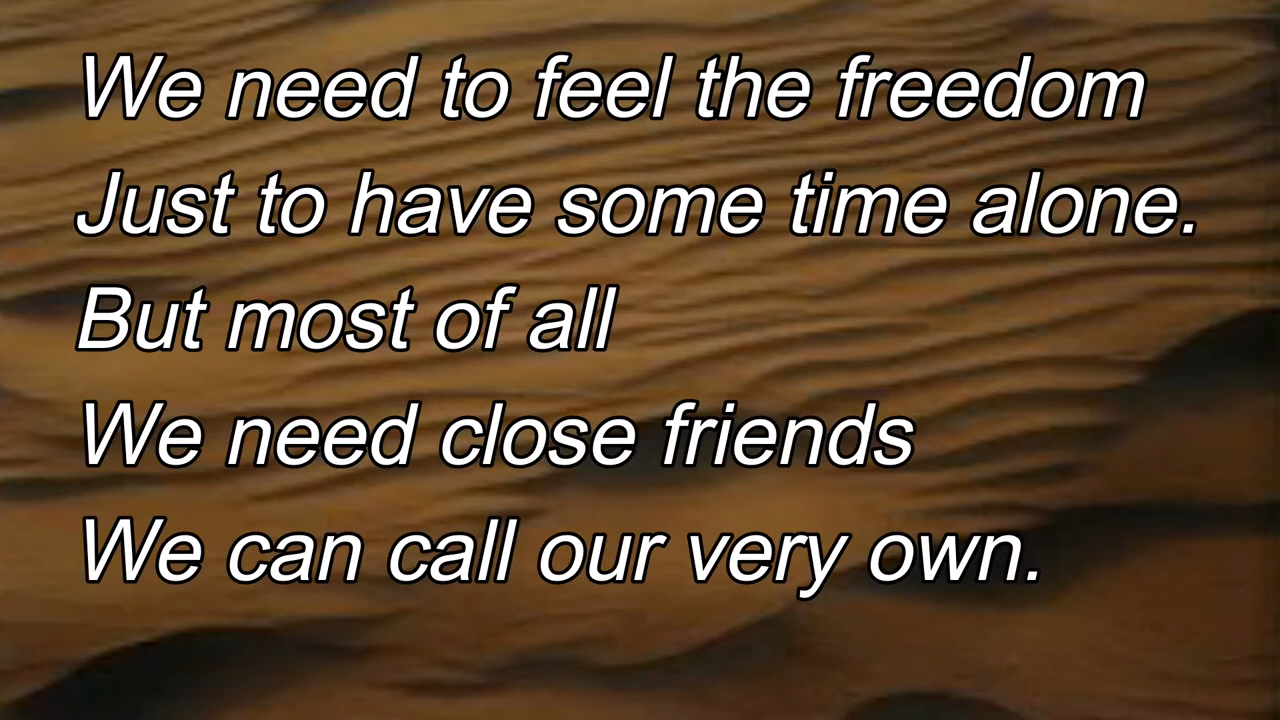 We need to feel the freedom
Just to have some time alone.
But most of all
We need close friends
We can call our very own.